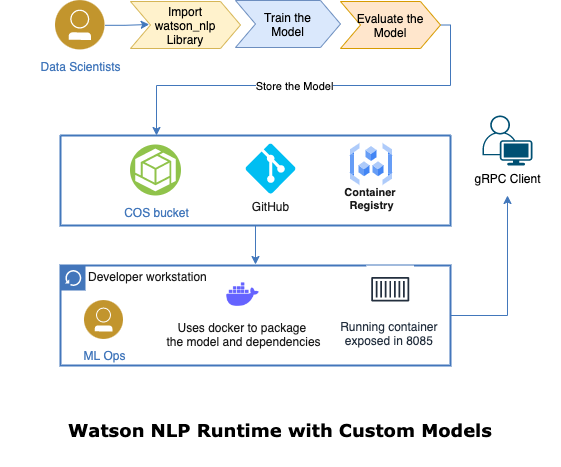 Import
watson_nlp
Library
Train the
Model
Evaluate the
Model
Data Scientists
Store the Model
COS bucket
GitHub
Container
Registry
gRPC Client
Developer workstation
ML Ops
Uses docker to package
the model and dependencies
Running container
exposed in 8085
Watson NLP Runtime with Custom Models